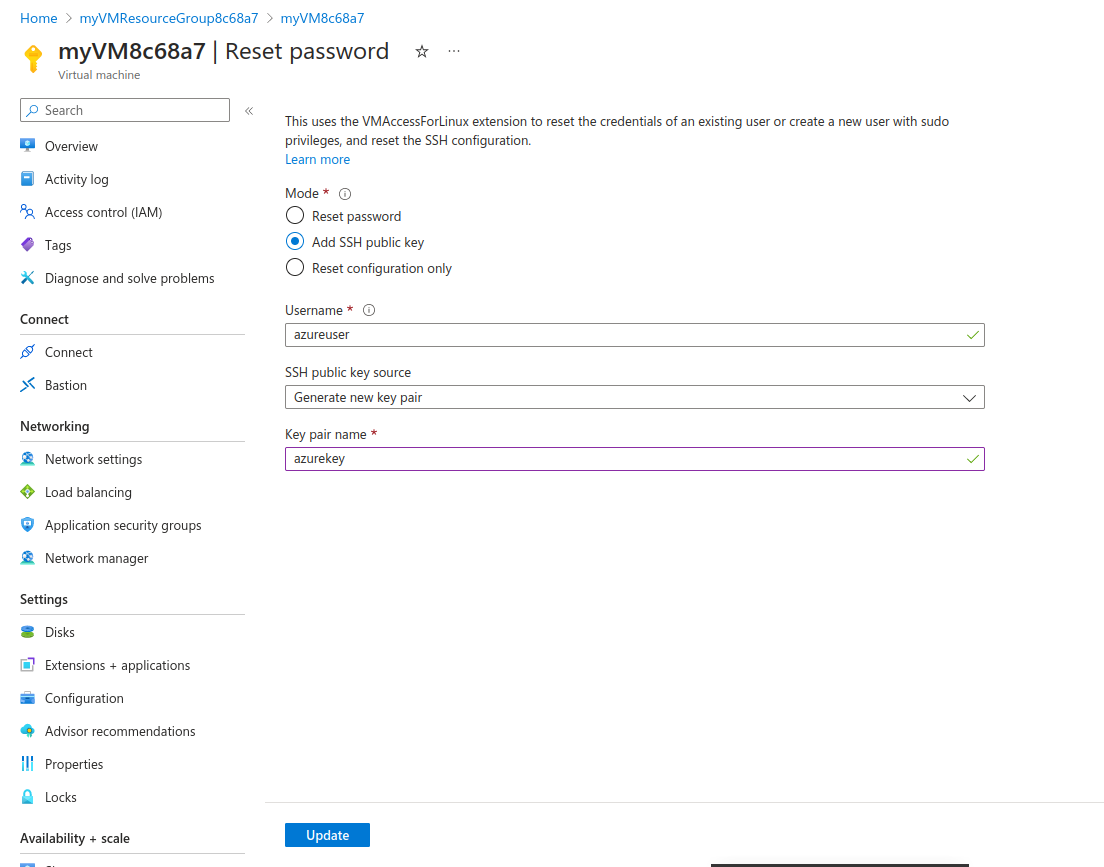 Home > myVMResourceGroup8c68a7 > myVM8c68a7
myVM8c68a7 | Reset password
Virtual machine
Search
Overview
Activity log
Access control (IAM)
Tags
Diagnose and solve problems
Connect
Connect
Bastion
Networking
Network settings
Load balancing
Application security groups
Network manager
Settings
Disks
Extensions + applications
Configuration
Advisor recommendations
Properties
Locks
Availability + scale
This uses the VMAccessForLinux extension to reset the credentials of an existing user or create a new user with sudo
privileges, and reset the SSH configuration.
Learn more
Mode *
Reset password
Add SSH public key
Reset configuration only
Username *
azureuser
SSH public key source
Generate new key pair
Key pair name *
azurekey
Update